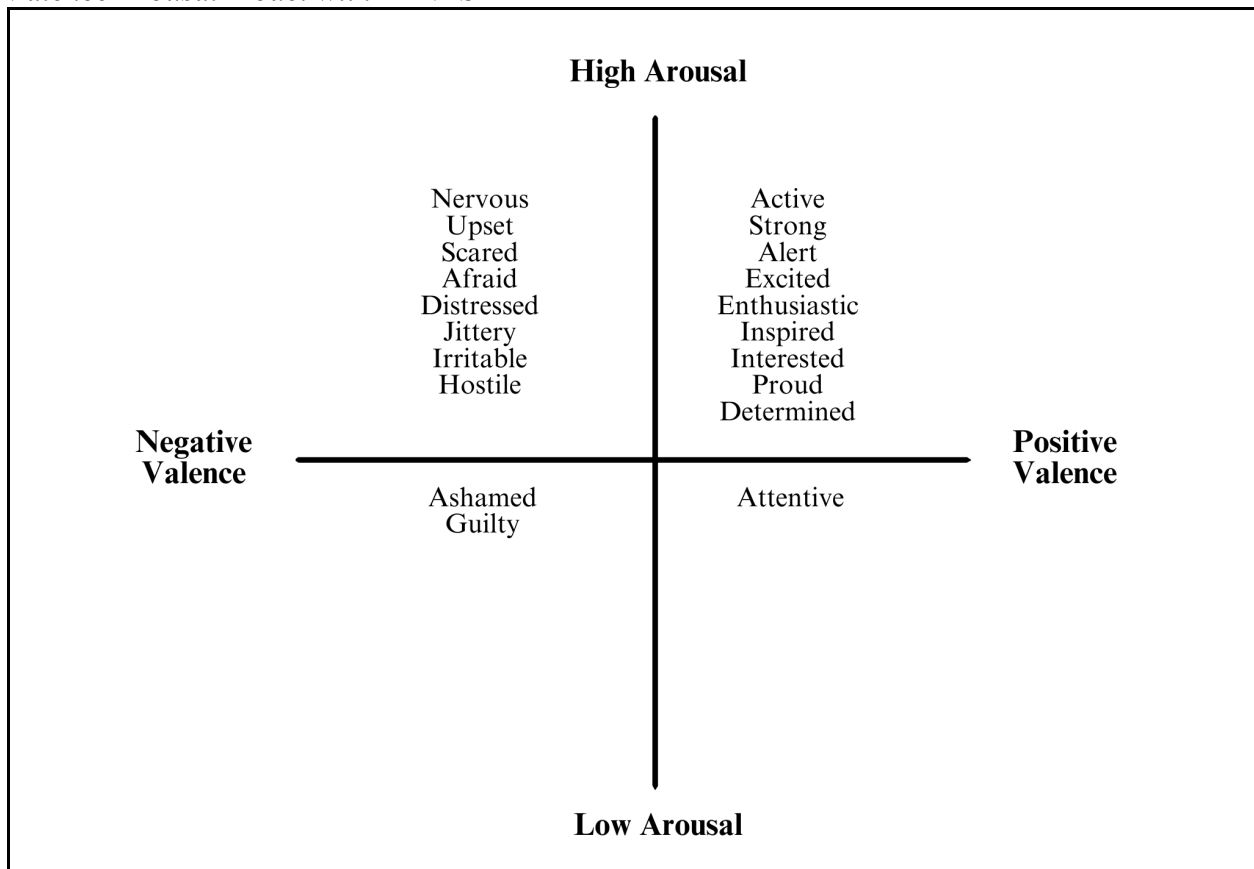 High Arousal
Nervous
Upset
Scared
Afraid
Distressed
Jittery
Irritable
Hostile
Active
Strong
Alert
Excited
Enthusiastic
Inspired
Interested
Proud
Determined
Negative
Valence
Positive
Valence
Ashamed
Guilty
Attentive
Low Arousal